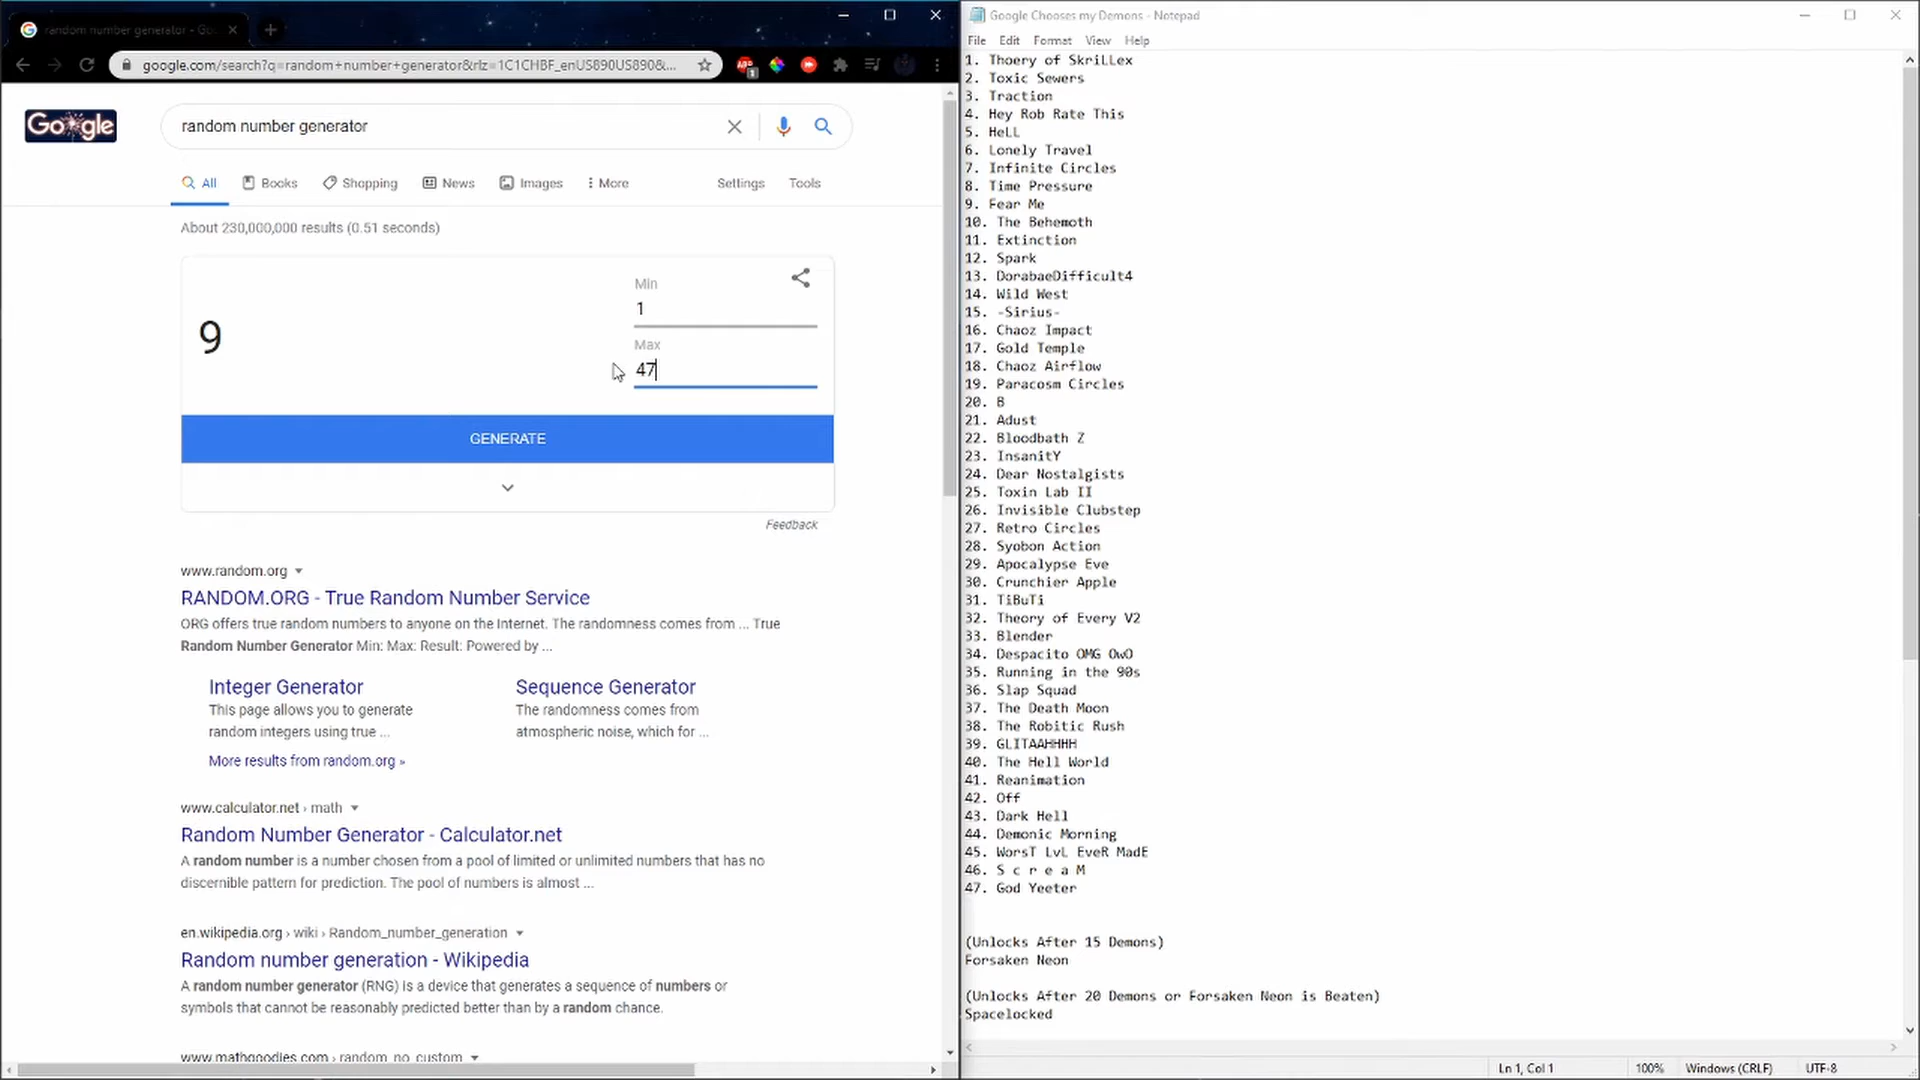 random number generator - Go
google.com/search?q=random+number+generator&rlz=1C1CHBF_enUS890US890&...
Google
random number generator
All
Books
Shopping
News
Images
More
Settings
Tools
About 230,000,000 results (0.51 seconds)
Min
1
9
Max
47
GENERATE
Feedback
www.random.org
RANDOM.ORG - True Random Number Service
ORG offers true random numbers to anyone on the Internet. The randomness comes from ... True
Random Number Generator Min: Max: Result: Powered by ...
Integer Generator
This page allows you to generate
random integers using true ...
Sequence Generator
The randomness comes from
atmospheric noise, which for ...
More results from random.org »
www.calculator.net › math
Random Number Generator - Calculator.net
A random number is a number chosen from a pool of limited or unlimited numbers that has no
discernible pattern for prediction. The pool of numbers is almost ...
en.wikipedia.org › wiki › Random_number_generation
Random number generation - Wikipedia
A random number generator (RNG) is a device that generates a sequence of numbers or
symbols that cannot be reasonably predicted better than by a random chance.
www.mathgoodies.com › random_no_custom
Google Chooses my Demons - Notepad
File Edit Format View Help
1. Thoery of SkriLLex
2. Toxic Sewers
3. Traction
4. Hey Rob Rate This
5. HeLL
6. Lonely Travel
7. Infinite Circles
8. Time Pressure
9. Fear Me
10. The Behemoth
11. Extinction
12. Spark
13. DorabaeDifficult4
14. Wild West
15. -Sirius-
16. Chaoz Impact
17. Gold Temple
18. Chaoz Airflow
19. Paracosm Circles
20. B
21. Adust
22. Bloodbath Z
23. InsanitY
24. Dear Nostalgists
25. Toxin Lab II
26. Invisible Clubstep
27. Retro Circles
28. Syobon Action
29. Apocalypse Eve
30. Crunchier Apple
31. TiBuTi
32. Theory of Every V2
33. Blender
34. Despacito OMG OwO
35. Running in the 90s
36. Slap Squad
37. The Death Moon
38. The Robitic Rush
39. GLITAAHHHH
40. The Hell World
41. Reanimation
42. Off
43. Dark Hell
44. Demonic Morning
45. WorsT LvL EveR MadE
46. S c r e a M
47. God Yeeter
(Unlocks After 15 Demons)
Forsaken Neon
(Unlocks After 20 Demons or Forsaken Neon is Beaten)
Spacelocked
Ln 1, Col 1
100%
Windows (CRLF)
UTF-8